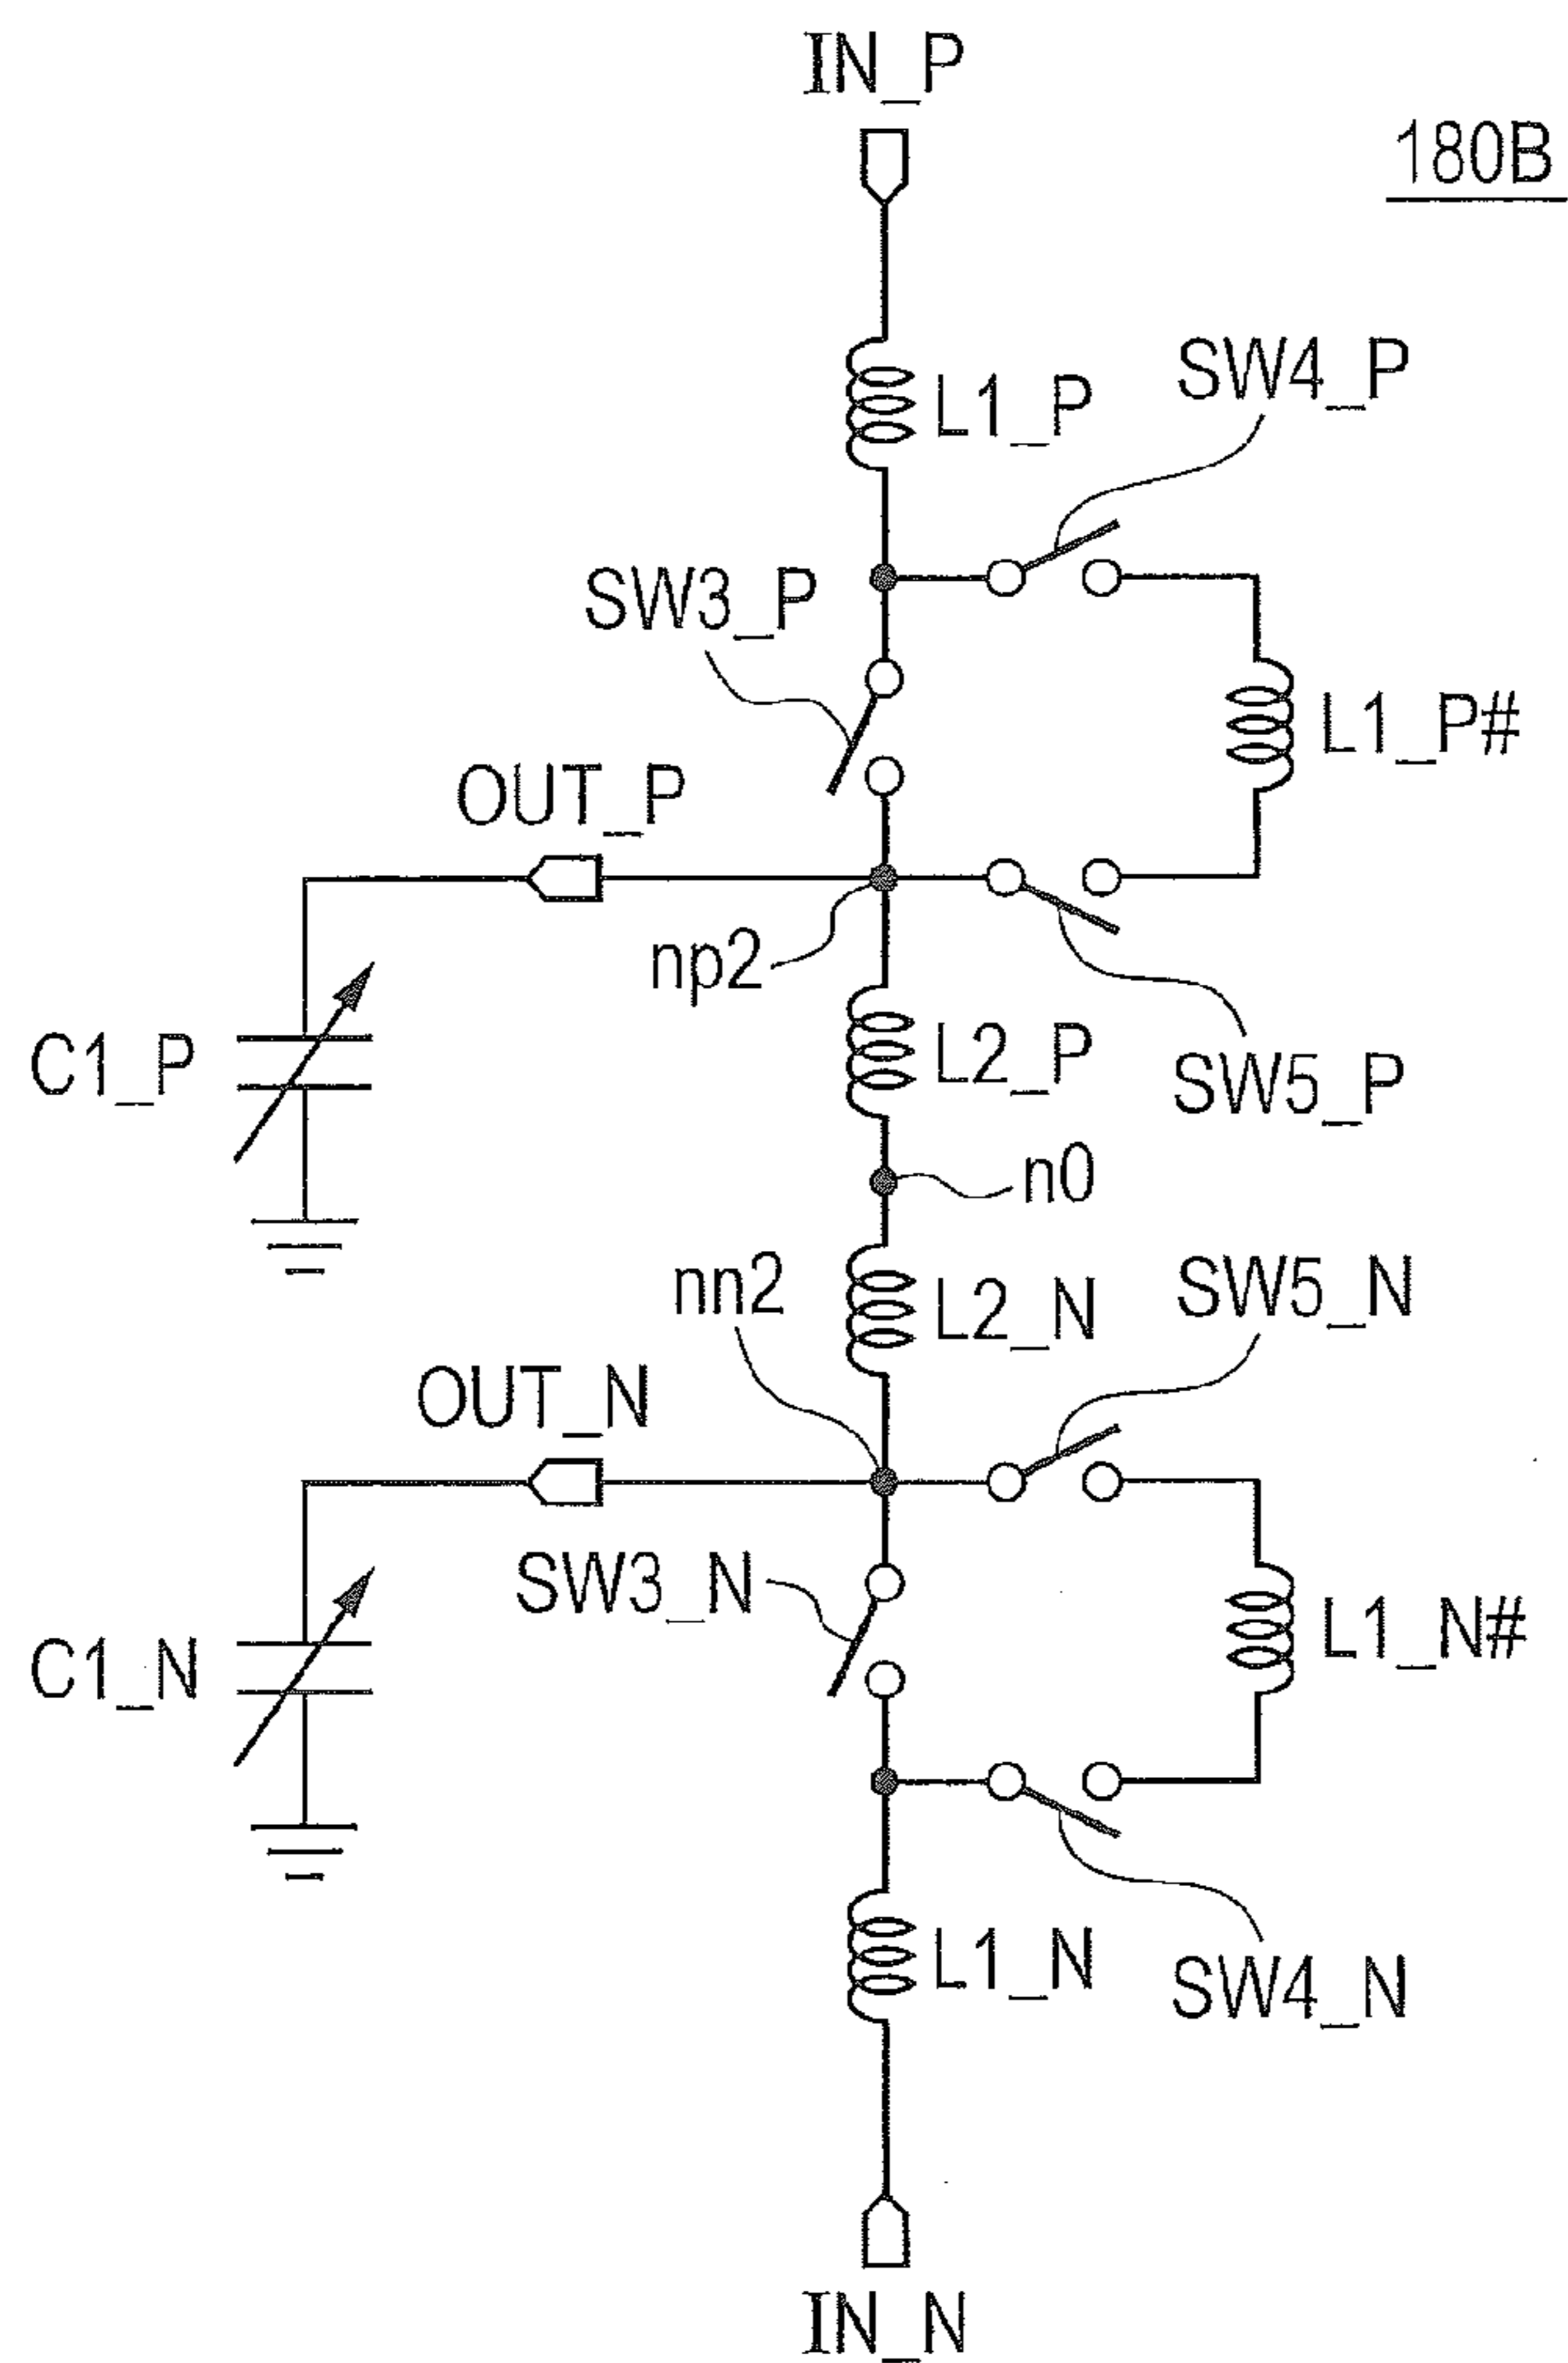 IN_P
180B
L1_P
SW4_P
SW3_P
L1_P#
OUT_P
np2
C1_P
L2_P
SW5_P
n0
nn2
L2_N
SW5_N
OUT_N
SW3_N
L1_N#
C1_N
L1_N
SW4_N
IN_N